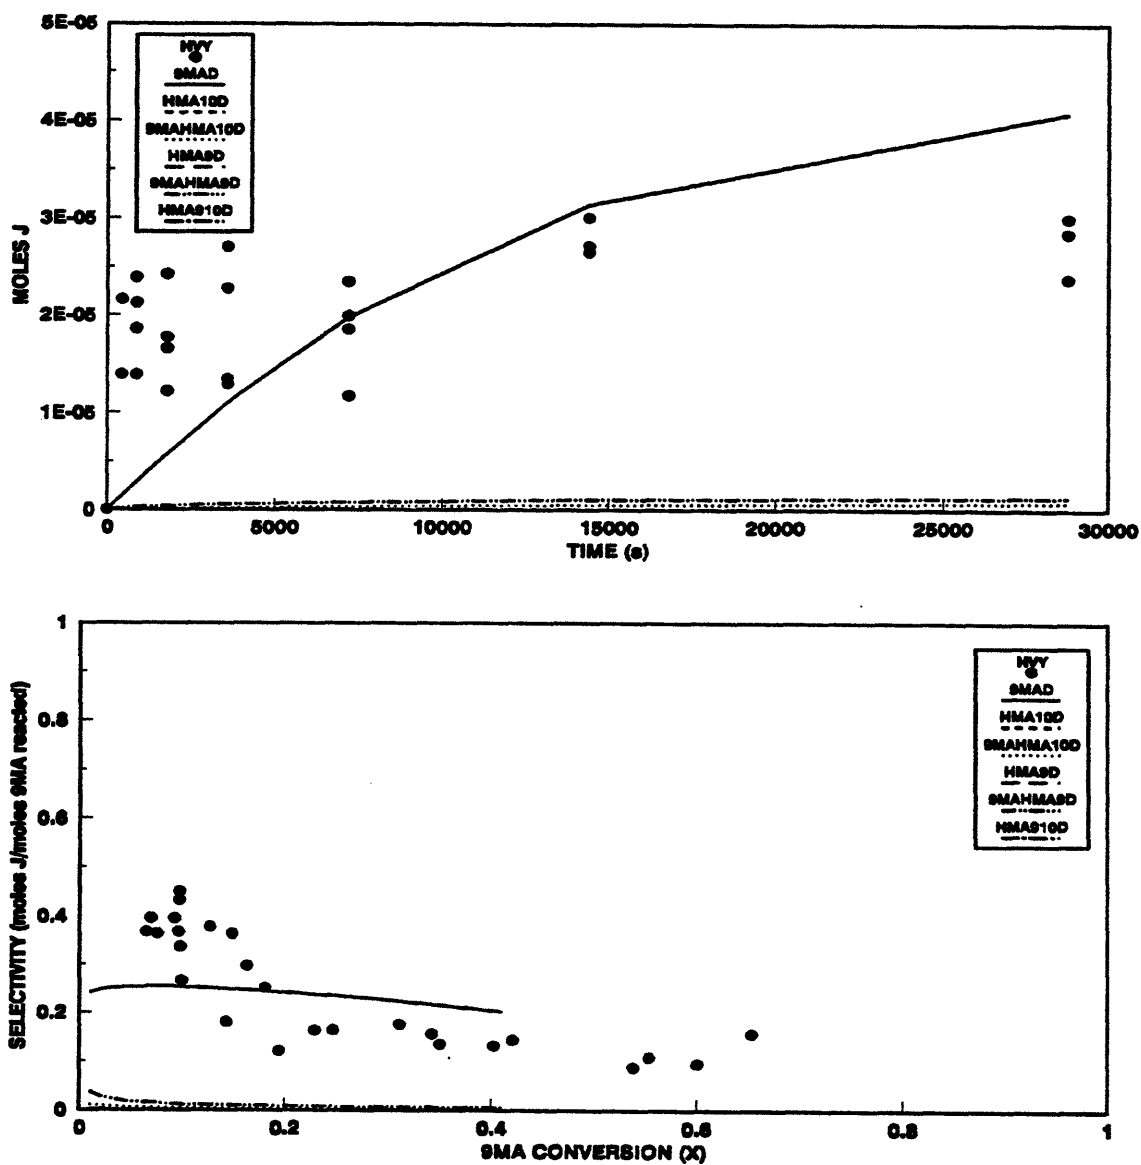 5E-05
HVY
9MAD
HMA10D
9MAHMA10D
HMA9D
9MAHMA9D
HMA910D
4E-05
3E-05
2E-05
1E-05
0
MOLES J
0 5000 10000 15000 20000 25000 30000
TIME (s)
1
0.8
0.6
0.4
0.2
0
SELECTIVITY (moles J/moles 9MA reacted)
HVY
9MAD
HMA10D
9MAHMA10D
HMA9D
9MAHMA9D
HMA910D
0 0.2 0.4 0.6 0.8 1
9MA CONVERSION (X)